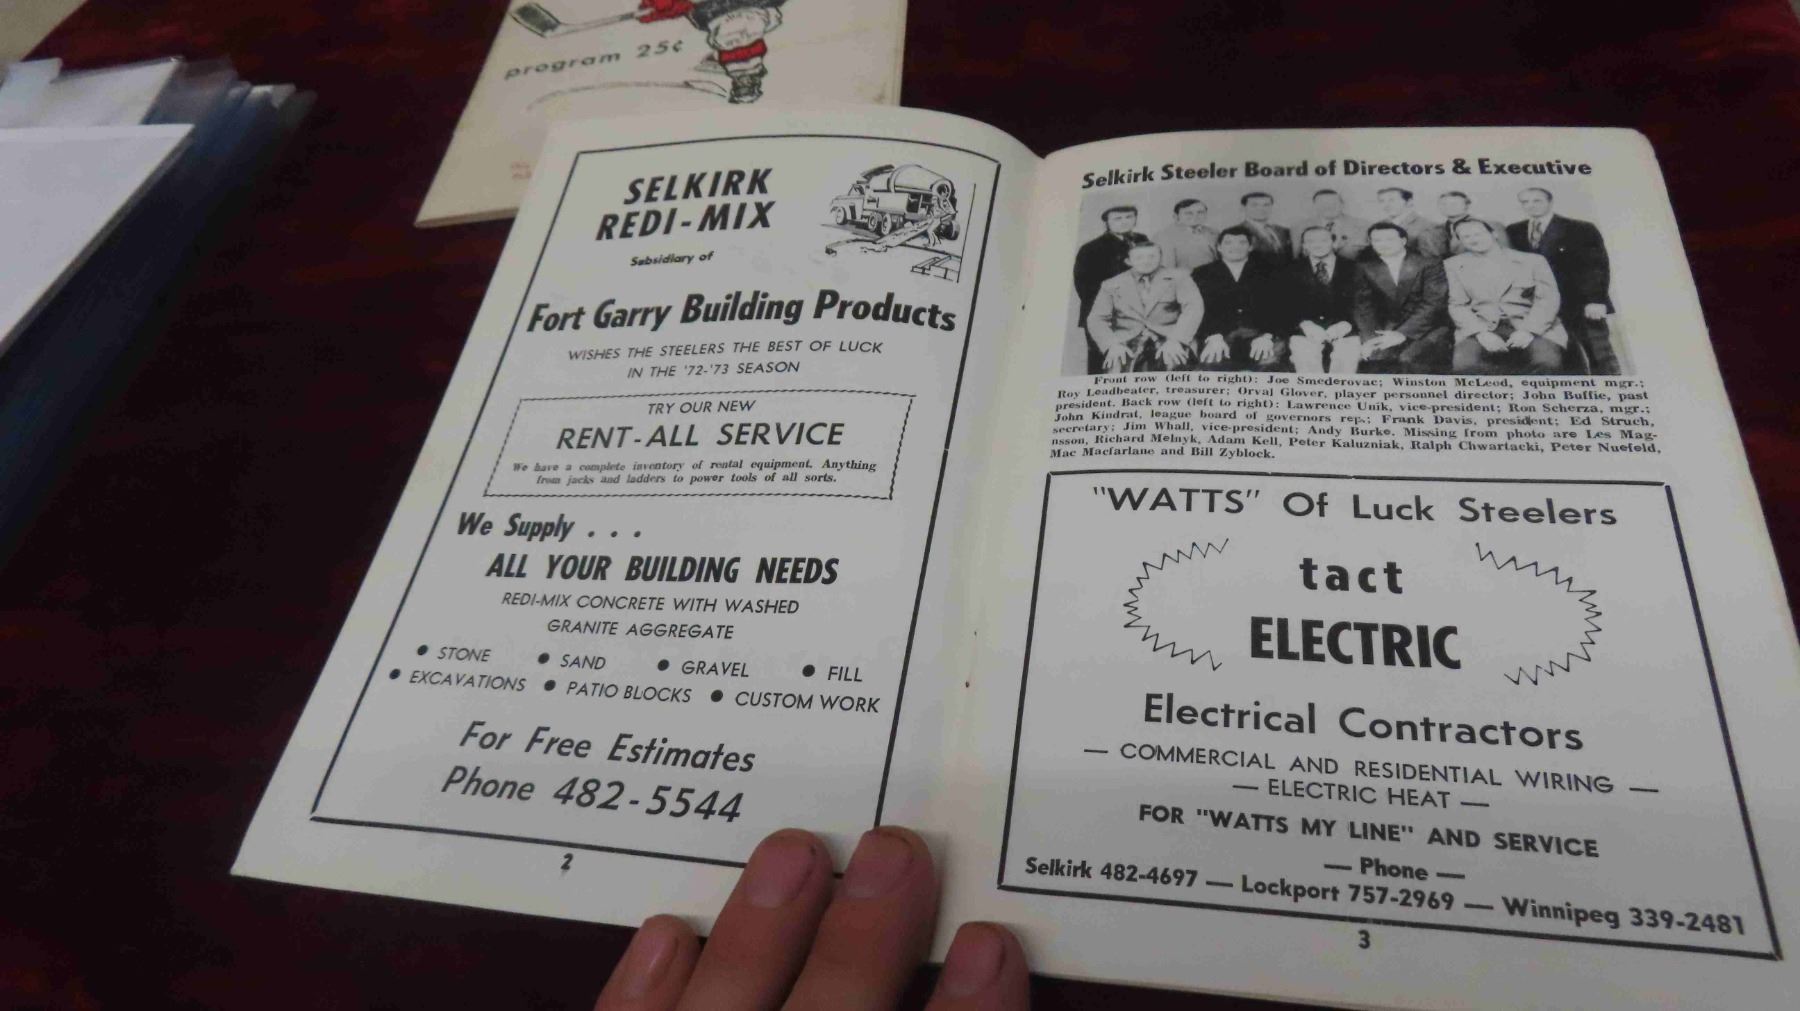 program 25¢
SELKIRK
REDI-MIX
Subsidiary of
Fort Garry Building Products
WISHES THE STEELERS THE BEST OF LUCK
IN THE '72-'73 SEASON
TRY OUR NEW
RENT-ALL SERVICE
We have a complete inventory of rental equipment. Anything
from jacks and ladders to power tools of all sorts.
We Supply . . .
ALL YOUR BUILDING NEEDS
REDI-MIX CONCRETE WITH WASHED
GRANITE AGGREGATE
• STONE • SAND • GRAVEL • FILL
• EXCAVATIONS • PATIO BLOCKS • CUSTOM WORK
For Free Estimates
Phone 482-5544
2
Selkirk Steeler Board of Directors & Executive
Front row (left to right): Joe Smederovac; Winston McLeod, equipment mgr.;
Roy Leadbeater, treasurer; Orval Glover, player personnel director; John Buffie, past
president. Back row (left to right): Lawrence Unik, vice-president; Ron Scherza, mgr.;
John Kindrat, league board of governors rep.; Frank Davis, president; Ed Struch,
secretary; Jim Whall, vice-president; Andy Burke. Missing from photo are Les Mag-
nsson, Richard Melnyk, Adam Kell, Peter Kaluzniak, Ralph Chwartacki, Peter Nuefeld,
Mac Macfarlane and Bill Zyblock.
"WATTS" Of Luck Steelers
tact
ELECTRIC
Electrical Contractors
— COMMERCIAL AND RESIDENTIAL WIRING —
— ELECTRIC HEAT —
FOR "WATTS MY LINE" AND SERVICE
— Phone —
Selkirk 482-4697 — Lockport 757-2969 — Winnipeg 339-2481
3